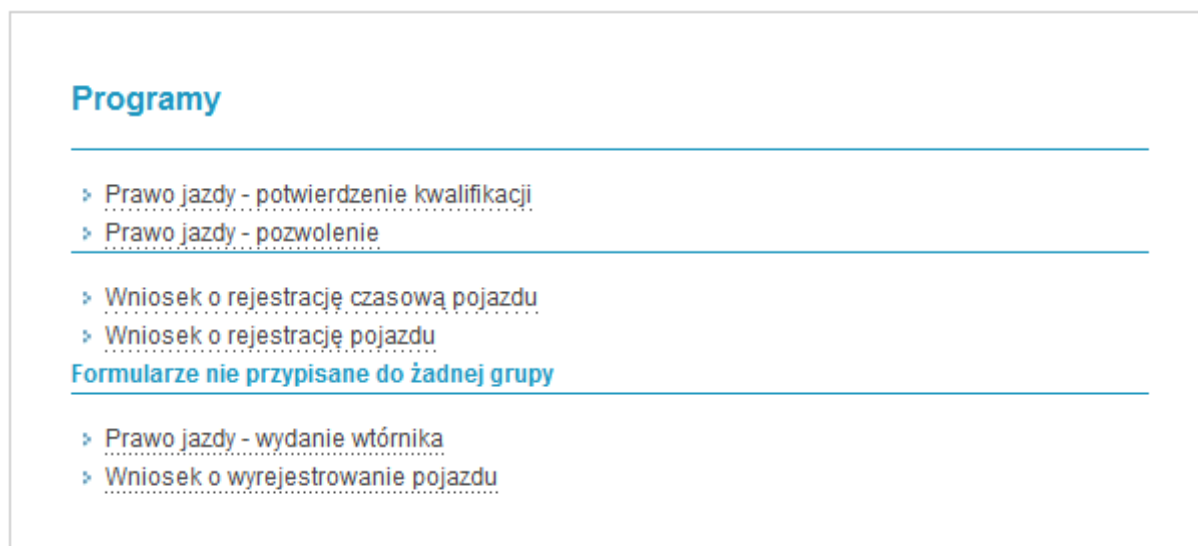 Programy
Prawo jazdy - potwierdzenie kwalifikacji
Prawo jazdy - pozwolenie
Wniosek o rejestrację czasową pojazdu
Wniosek o rejestrację pojazdu
Formularze nie przypisane do żadnej grupy
Prawo jazdy - wydanie wtórnika
Wniosek o wyrejestrowanie pojazdu